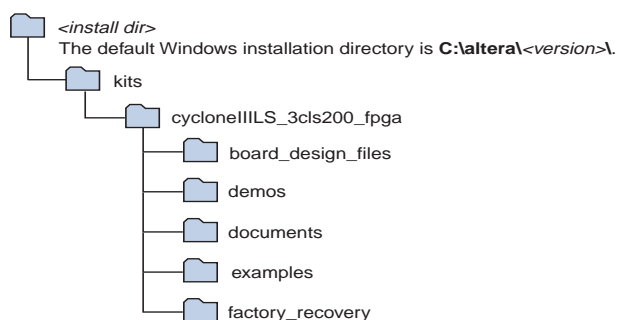 <install dir>
The default Windows installation directory is C:\altera\<version>\.
kits
cycloneIIILS_3cls200_fpga
board_design_files
demos
documents
examples
factory_recovery